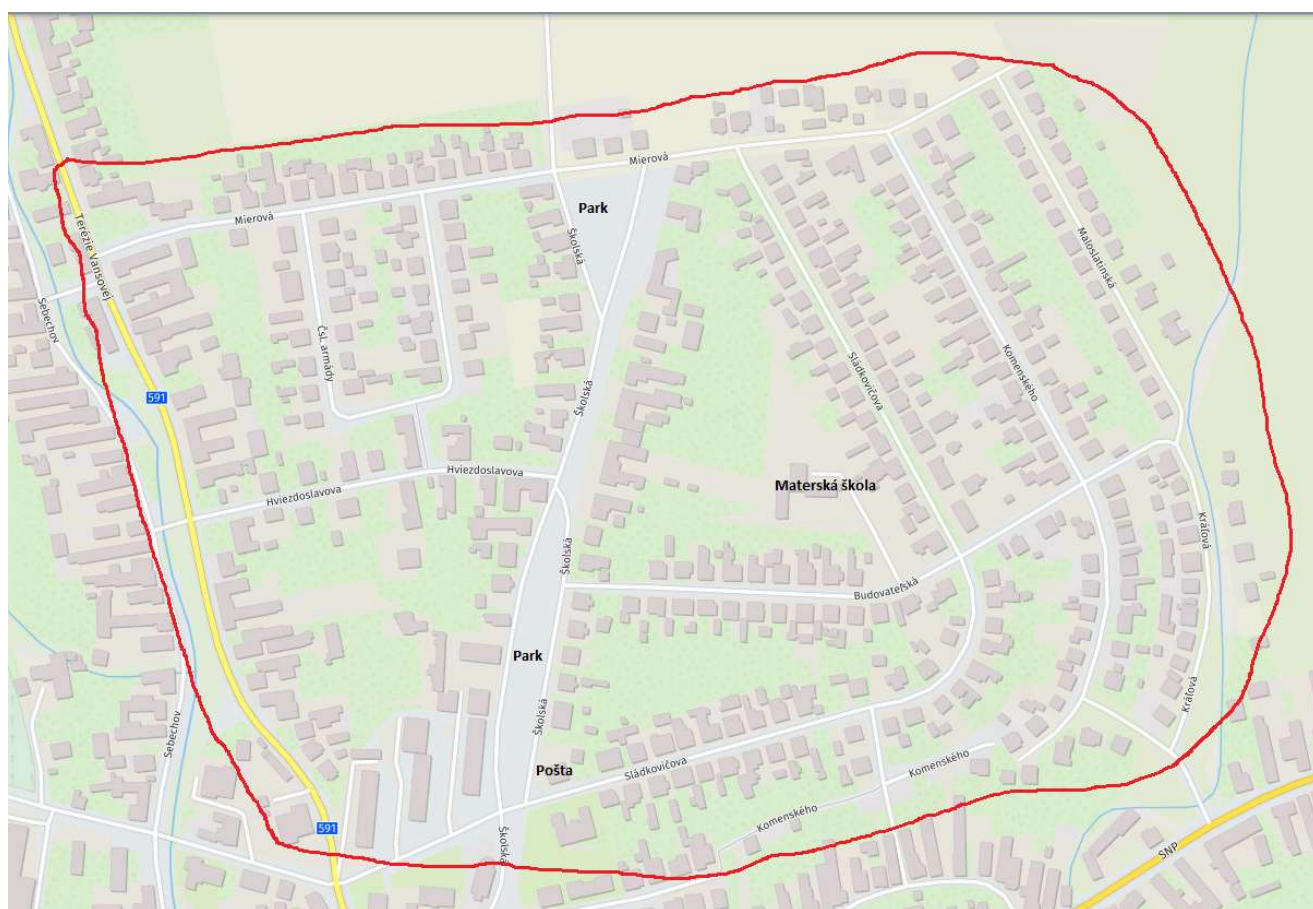 Mierová
Park
Školská
Mierová
Terézie Vansovej
Sebechov
Čsl. armády
Maloslatinská
Sládkovičova
Komenského
591
Školská
Hviezdoslavova
Hviezdoslavova
Materská škola
Školská
Budovateľská
Kráľová
Park
Školská
Kráľová
Sebechov
Pošta
Sládkovičova
Komenského
Komenského
591
Školská
SNP